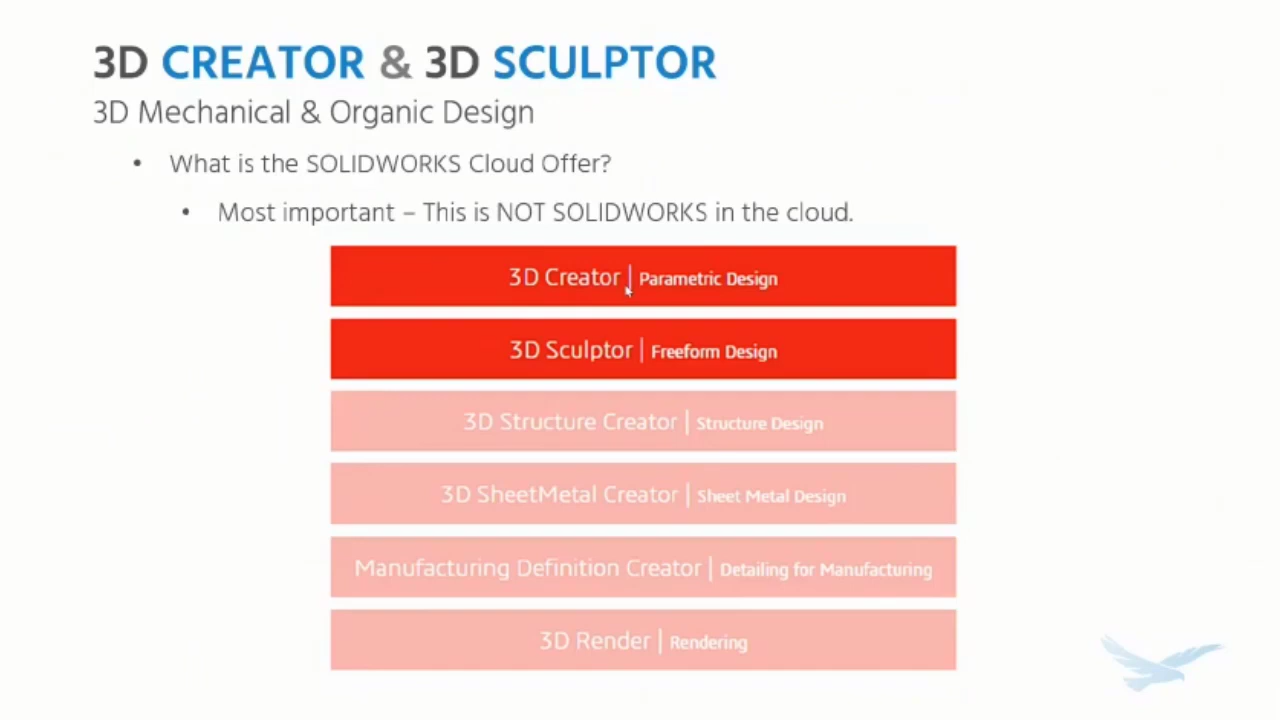 3D CREATOR & 3D SCULPTOR
3D Mechanical & Organic Design
• What is the SOLIDWORKS Cloud Offer?
• Most important – This is NOT SOLIDWORKS in the cloud.
3D Creator | Parametric Design
3D Sculptor | Freeform Design
3D Structure Creator | Structure Design
3D SheetMetal Creator | Sheet Metal Design
Manufacturing Definition Creator | Detailing for Manufacturing
3D Render | Rendering